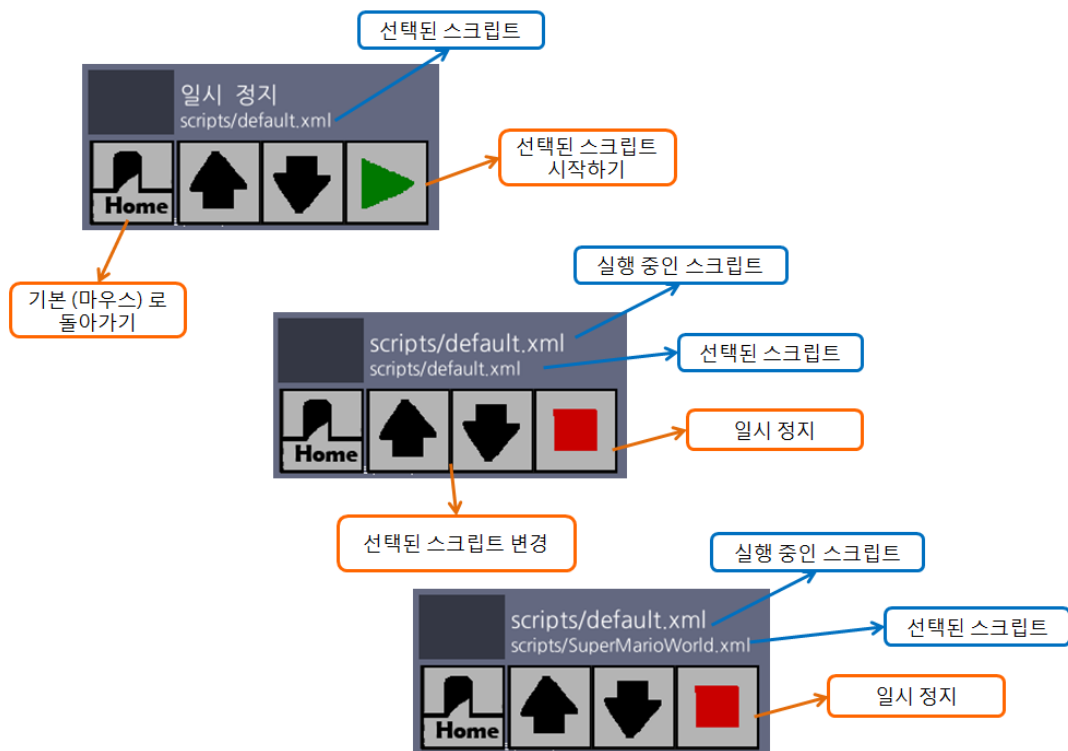 선택된 스크립트
일시 정지
scripts/default.xml
선택된 스크립트
시작하기
Home
기본 (마우스) 로
돌아가기
실행 중인 스크립트
scripts/default.xml
scripts/default.xml
선택된 스크립트
Home
일시 정지
선택된 스크립트 변경
실행 중인 스크립트
scripts/default.xml
scripts/SuperMarioWorld.xml
선택된 스크립트
Home
일시 정지